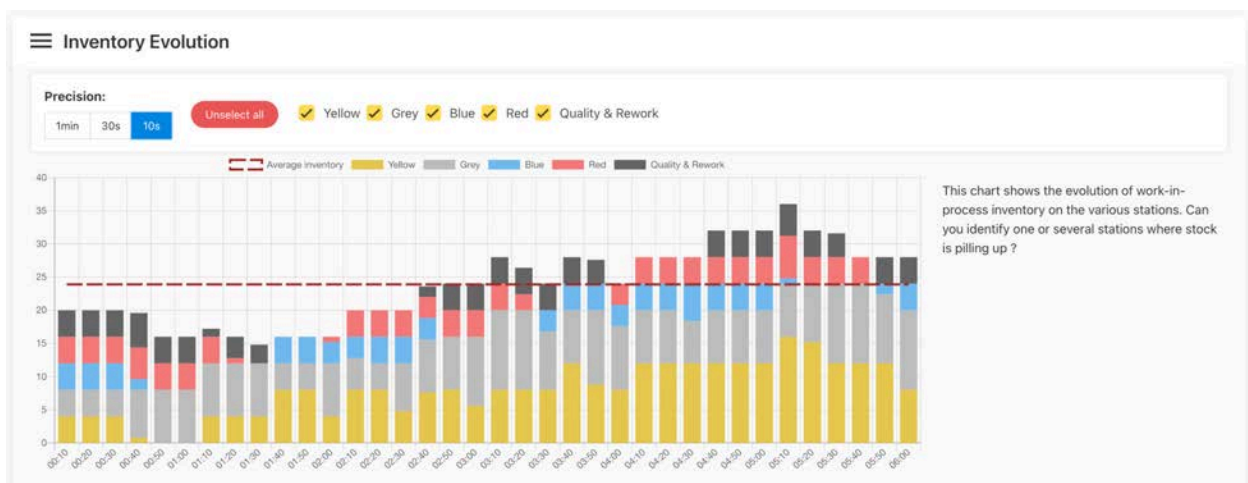 Inventory Evolution
Precision:
1min 30s 10s
Unselect all
Yellow Grey Blue Red Quality & Rework
Average inventory Yellow Grey Blue Red Quality & Rework
40
35
30
25
20
15
10
5
0
00:10 00:20 00:30 00:40 00:50 01:00 01:10 01:20 01:30 01:40 01:50 02:00 02:10 02:20 02:30 02:40 02:50 03:00 03:10 03:20 03:30 03:40 03:50 04:00 04:10 04:20 04:30 04:40 04:50 05:00 05:10 05:20 05:30 05:40 05:50 06:00
This chart shows the evolution of work-in-
process inventory on the various stations. Can
you identify one or several stations where stock
is pilling up ?